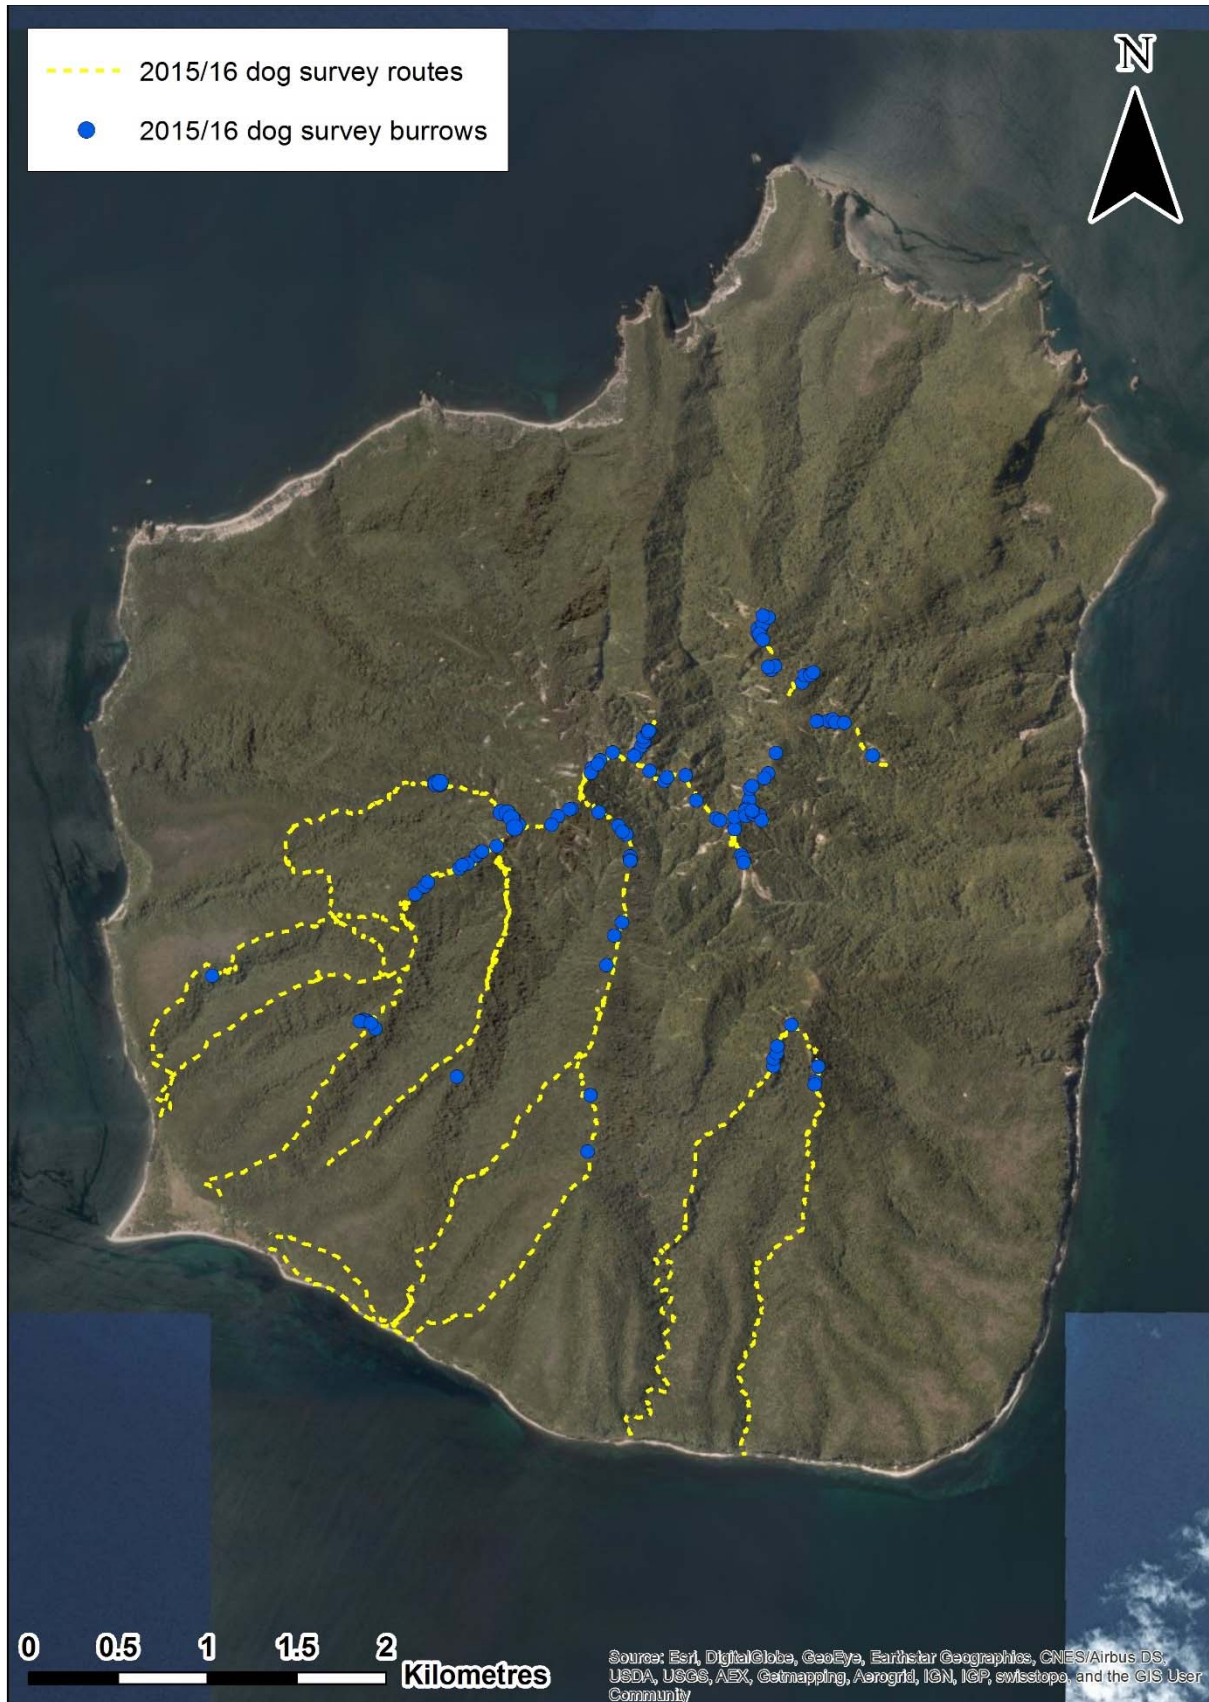 2015/16 dog survey routes
2015/16 dog survey burrows
N
0 0.5 1 1.5 2
Kilometres
Source: Esri, DigitalGlobe, GeoEye, Earthstar Geographics, CNES/Airbus DS,
USDA, USGS, AEX, Getmapping, Aerogrid, IGN, IGP, swisstopo, and the GIS User
Community